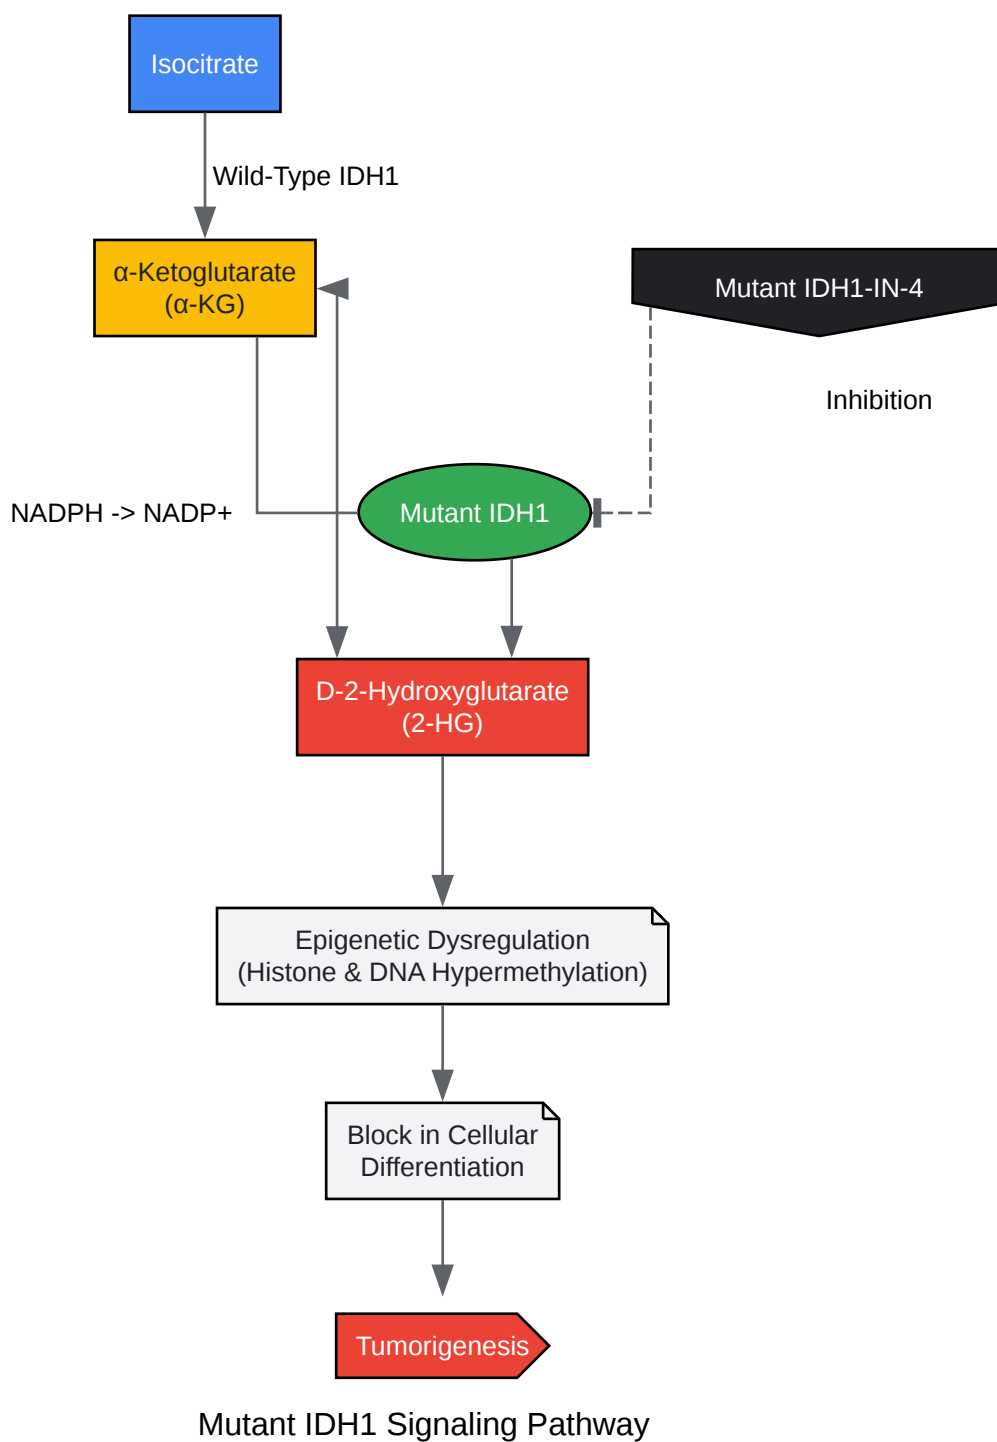 Isocitrate
Wild-Type IDH1
α-Ketoglutarate
(α-KG)
Mutant IDH1-IN-4
Inhibition
NADPH -> NADP+
Mutant IDH1
D-2-Hydroxyglutarate
(2-HG)
Epigenetic Dysregulation
(Histone & DNA Hypermethylation)
Block in Cellular
Differentiation
Tumorigenesis
Mutant IDH1 Signaling Pathway